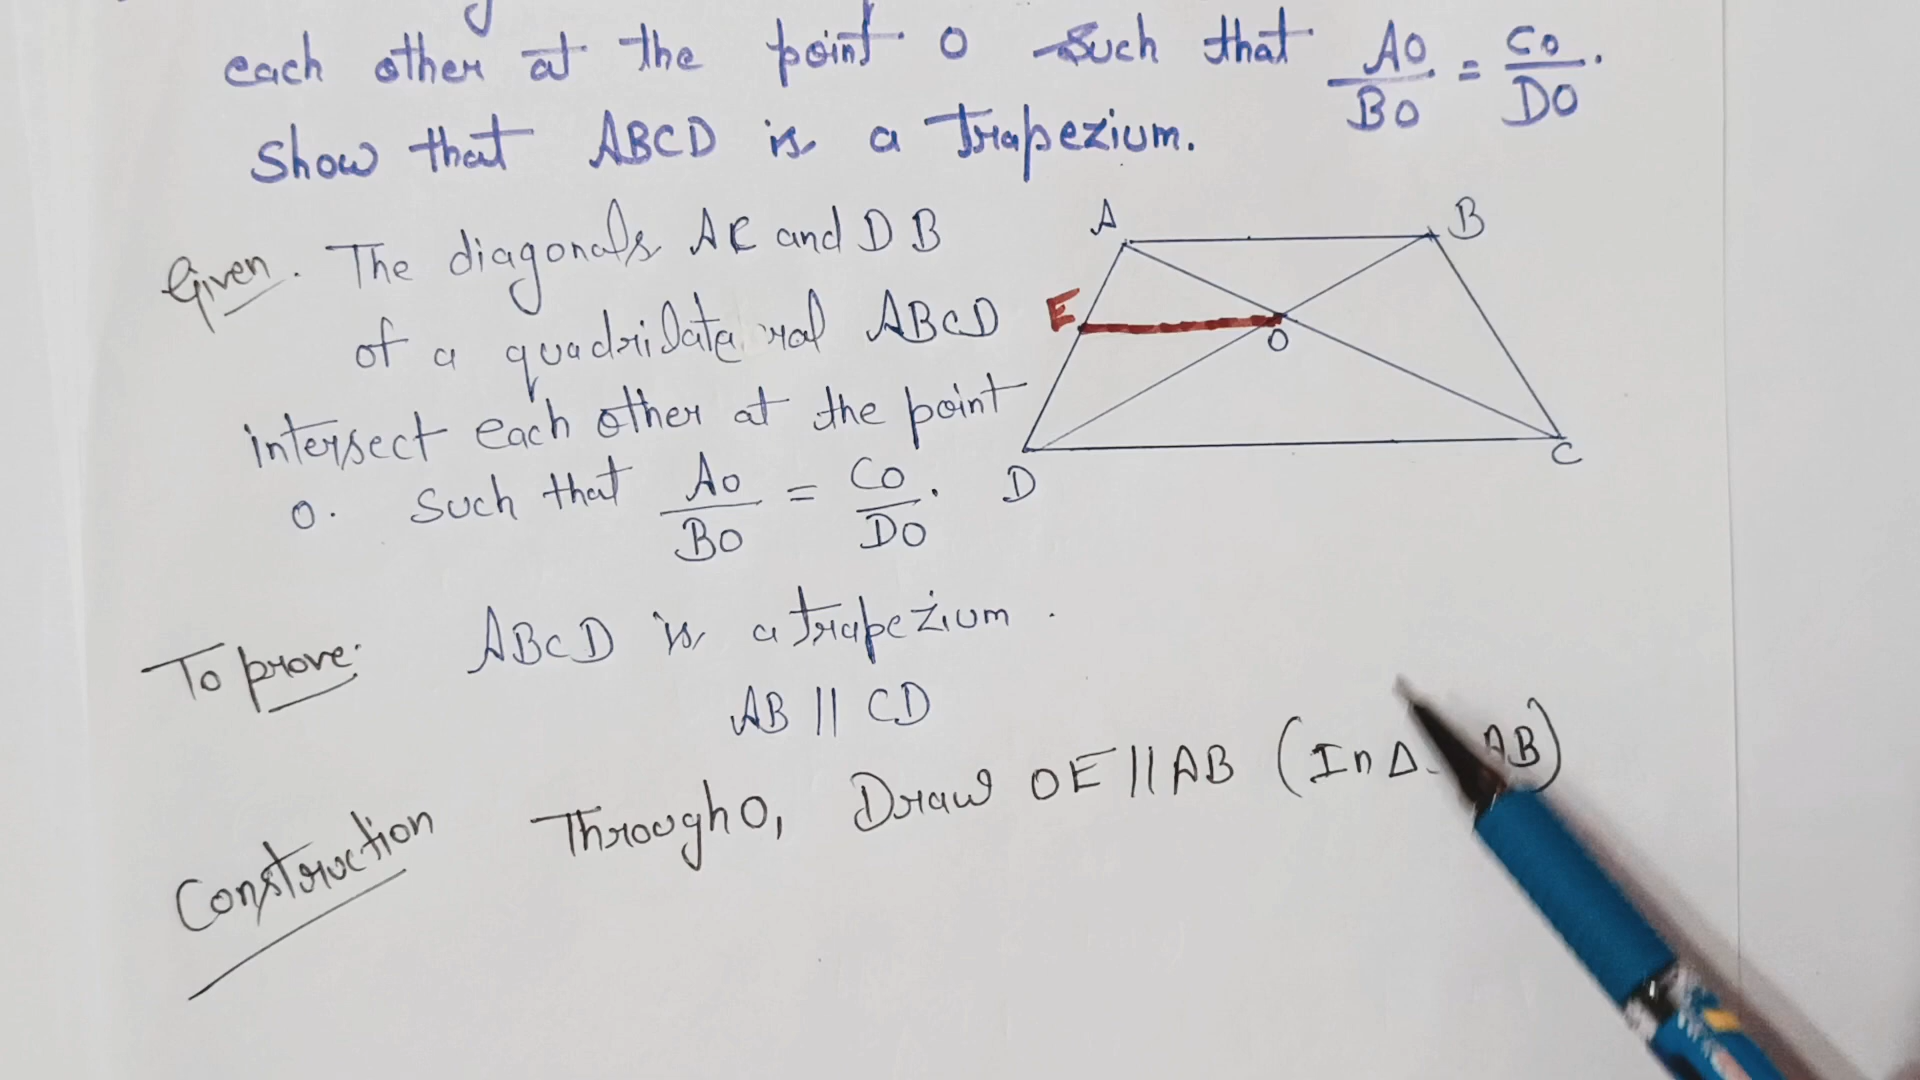 each other at the point O such that AO/BO = CO/DO.
Show that ABCD is a Trapezium.
Given. The diagonals AC and DB
of a quadrilateral ABCD
intersect each other at the point
O. Such that AO/BO = CO/DO.
A
B
E
O
D
C
To prove. ABCD is a trapezium.
AB || CD
Construction Through O, Draw OE || AB (In Δ AB)